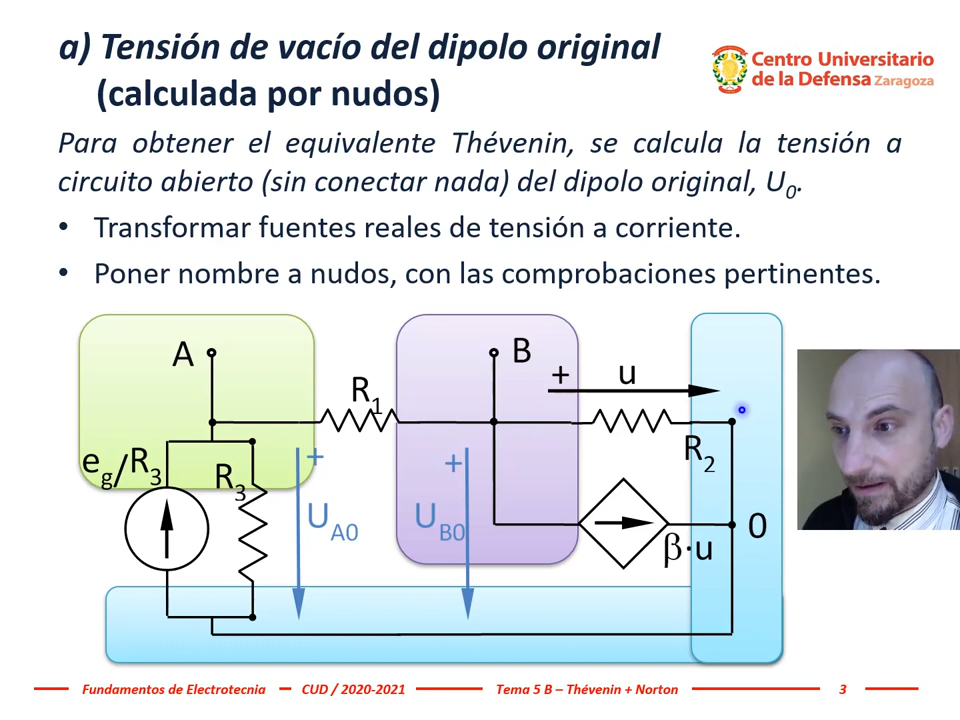 a) Tensión de vacío del dipolo original
(calculada por nudos)
Centro Universitario
de la Defensa Zaragoza
Para obtener el equivalente Thévenin, se calcula la tensión a
circuito abierto (sin conectar nada) del dipolo original, U0.
• Transformar fuentes reales de tensión a corriente.
• Poner nombre a nudos, con las comprobaciones pertinentes.
A
B
+ u
R1
R2
eg/R3
R3
+
+
UA0
UB0
0
β·u
Fundamentos de Electrotecnia
CUD / 2020-2021
Tema 5 B – Thévenin + Norton
3